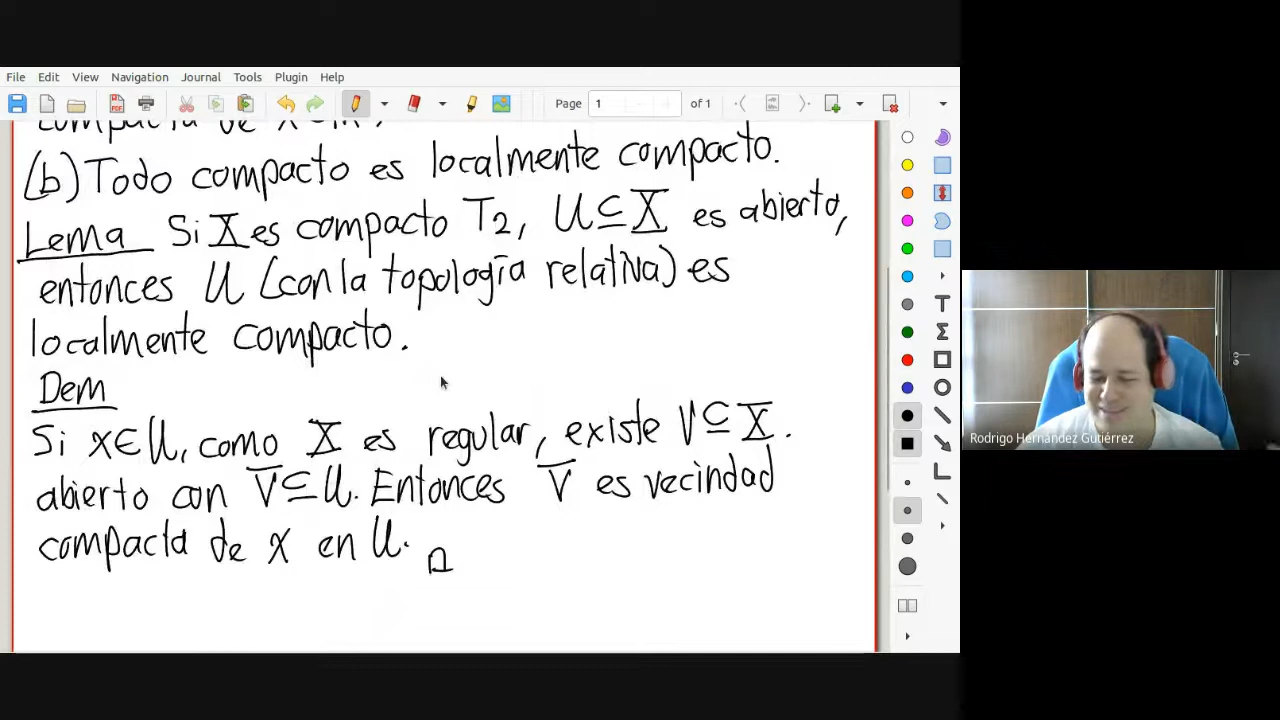 File Edit View Navigation Journal Tools Plugin Help
Page 1 of 1
compacta de x∈
(b) Todo compacto es localmente compacto.
Lema Si X es compacto T2, U⊆X es abierto,
entonces U (con la topología relativa) es
localmente compacto.
Dem
Si x∈U, como X es regular, existe V⊆X.
abierto con V̅⊆U. Entonces V̅ es vecindad
compacta de x en U. □
Rodrigo Hernández Gutiérrez